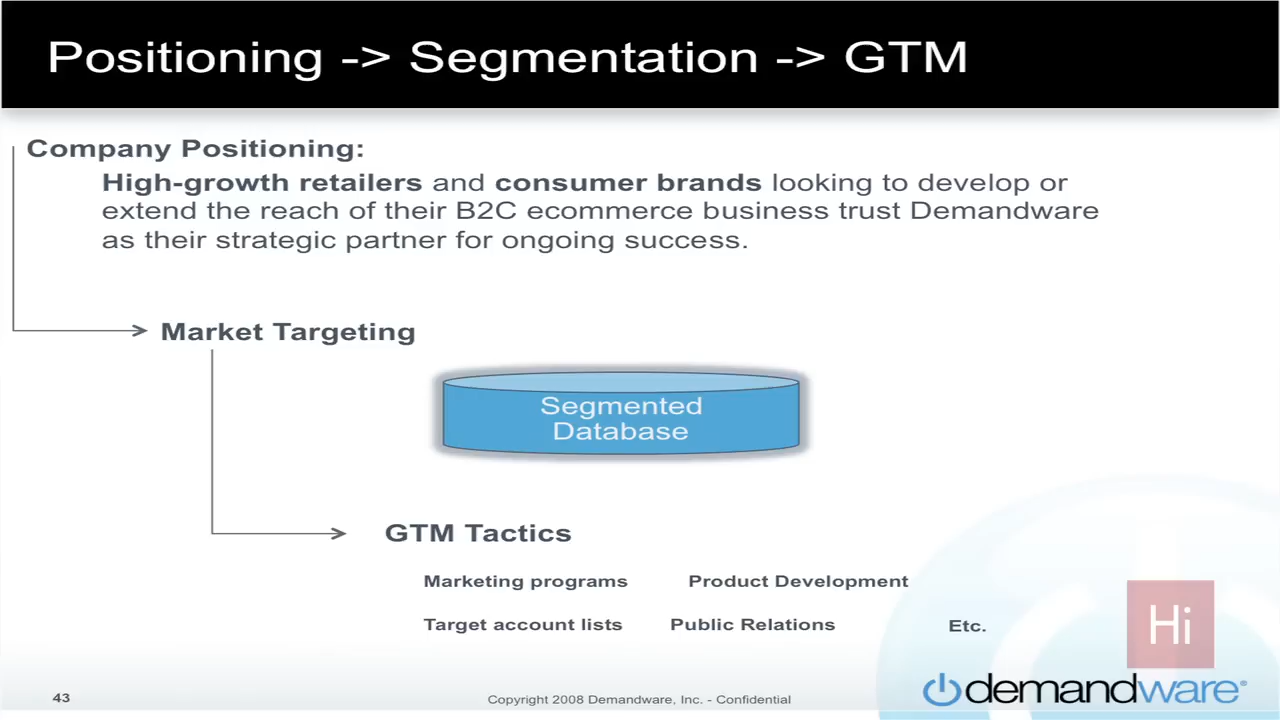 Positioning -> Segmentation -> GTM
Company Positioning:
High-growth retailers and consumer brands looking to develop or
extend the reach of their B2C ecommerce business trust Demandware
as their strategic partner for ongoing success.
Market Targeting
Segmented
Database
GTM Tactics
Marketing programs Product Development
Target account lists Public Relations Etc.
Hi
demandware®
43 Copyright 2008 Demandware, Inc. - Confidential